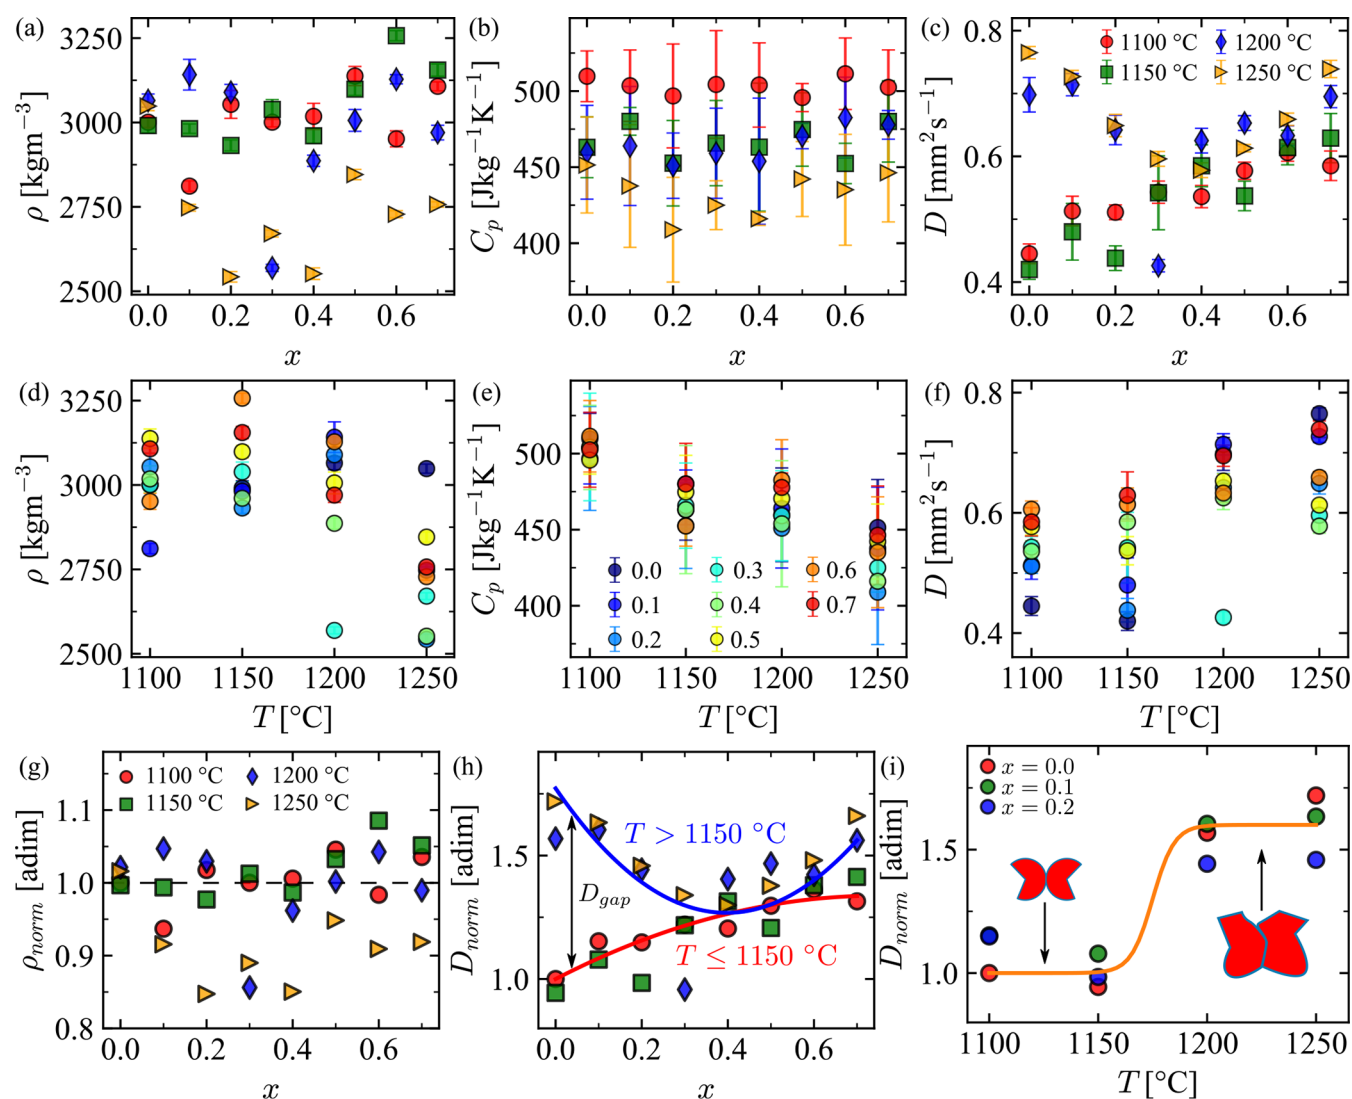 (a)
3250
3000
2750
2500
ρ [kgm⁻³]
0.0 0.2 0.4 0.6
x
(b)
500
450
400
C_p [Jkg⁻¹K⁻¹]
0.0 0.2 0.4 0.6
x
(c)
0.8
0.6
0.4
D [mm²s⁻¹]
1100 °C 1200 °C
1150 °C 1250 °C
0.0 0.2 0.4 0.6
x
(d)
3250
3000
2750
2500
ρ [kgm⁻³]
1100 1150 1200 1250
T [°C]
(e)
500
450
400
C_p [Jkg⁻¹K⁻¹]
0.0 0.3 0.6
0.1 0.4 0.7
0.2 0.5
1100 1150 1200 1250
T [°C]
(f)
0.8
0.6
0.4
D [mm²s⁻¹]
1100 1150 1200 1250
T [°C]
(g)
1100 °C 1200 °C
1150 °C 1250 °C
1.1
1.0
0.9
0.8
ρ_norm [adim]
0.0 0.2 0.4 0.6
x
(h)
1.5
1.0
D_norm [adim]
T > 1150 °C
D_gap
T ≤ 1150 °C
0.0 0.2 0.4 0.6
x
(i)
x = 0.0
x = 0.1
x = 0.2
1.5
1.0
D_norm [adim]
1100 1150 1200 1250
T [°C]